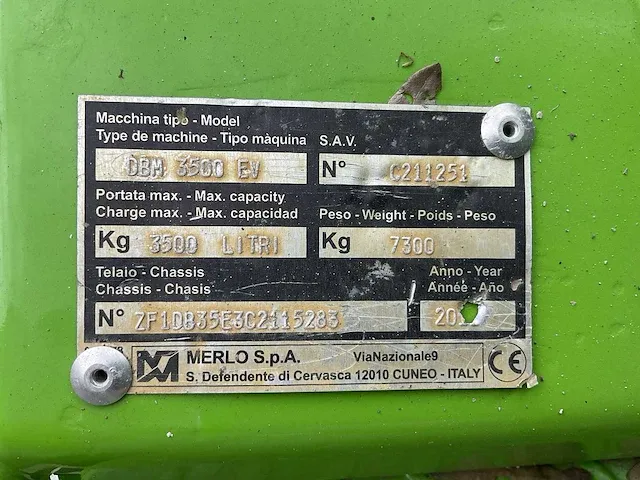 Macchina tipo - Model
Type de machine - Tipo màquina
S.A.V.
DBM 3500 EV
N° C211251
Portata max. - Max. capacity
Charge max. - Max. capacidad
Peso - Weight - Poids - Peso
Kg 3500 LITRI
Kg 7300
Telaio - Chassis
Chassis - Chasis
Anno - Year
Année - Año
N° ZF1DB35E3C2115283
MERLO S.p.A. ViaNazionale9
S. Defendente di Cervasca 12010 CUNEO - ITALY
CE